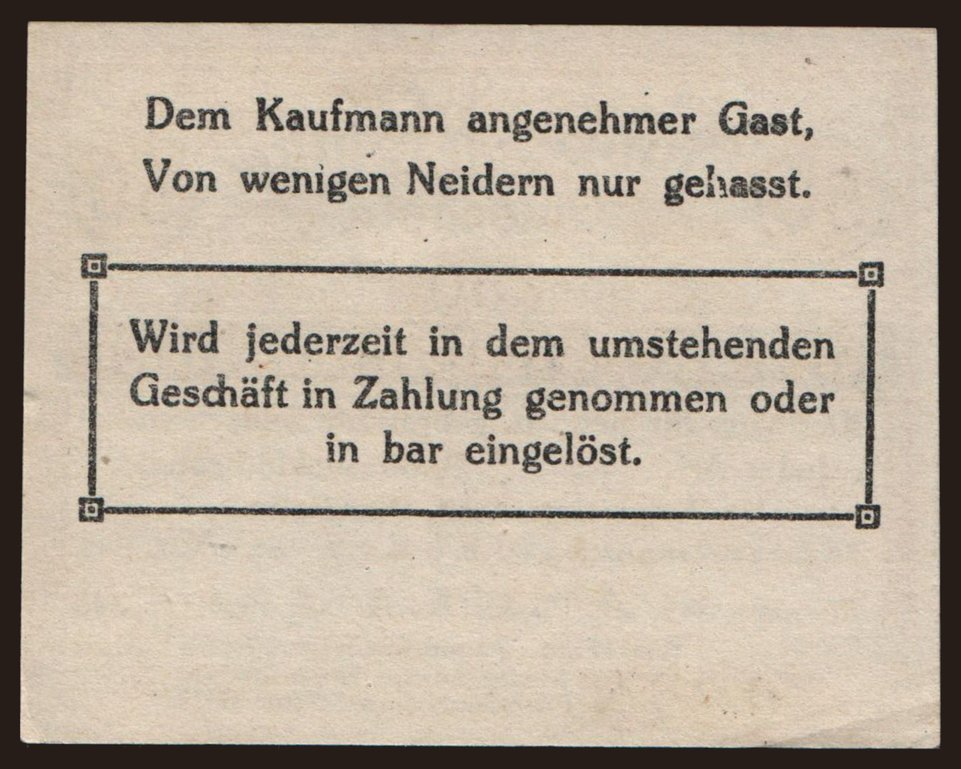 Dem Kaufmann angenehmer Gast,
Von wenigen Neidern nur gehasst.
Wird jederzeit in dem umstehenden
Geschäft in Zahlung genommen oder
in bar eingelöst.